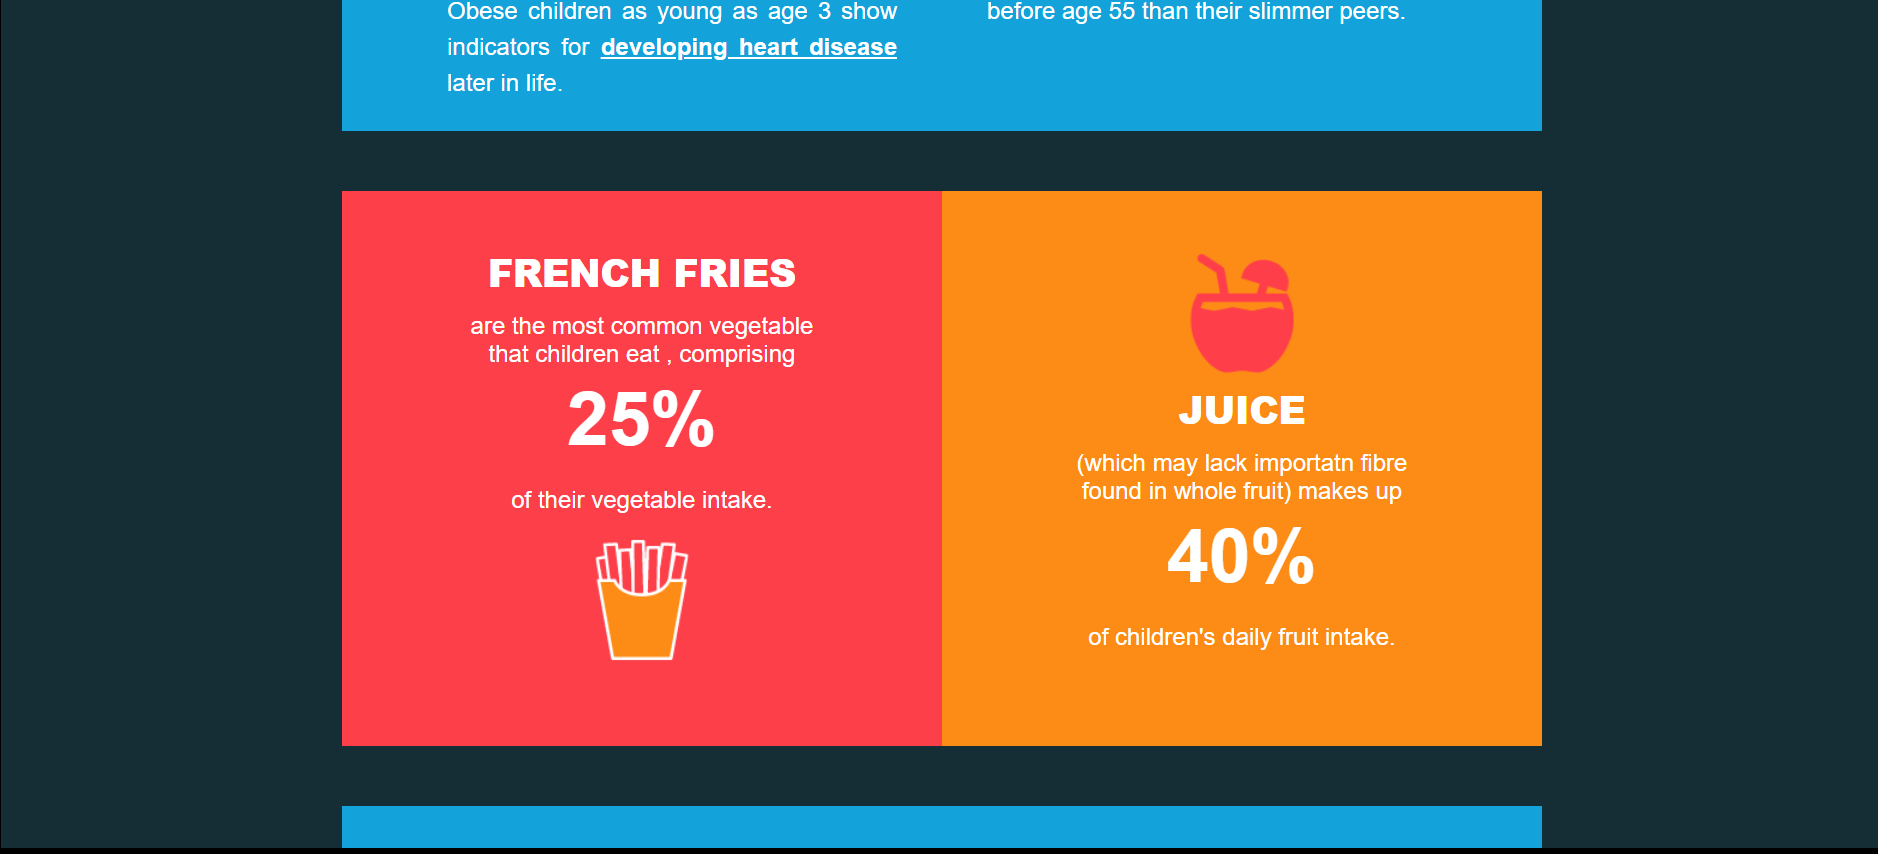 Obese children as young as age 3 show
indicators for developing heart disease
later in life.
before age 55 than their slimmer peers.
FRENCH FRIES
are the most common vegetable
that children eat , comprising
25%
of their vegetable intake.
JUICE
(which may lack importatn fibre
found in whole fruit) makes up
40%
of children's daily fruit intake.